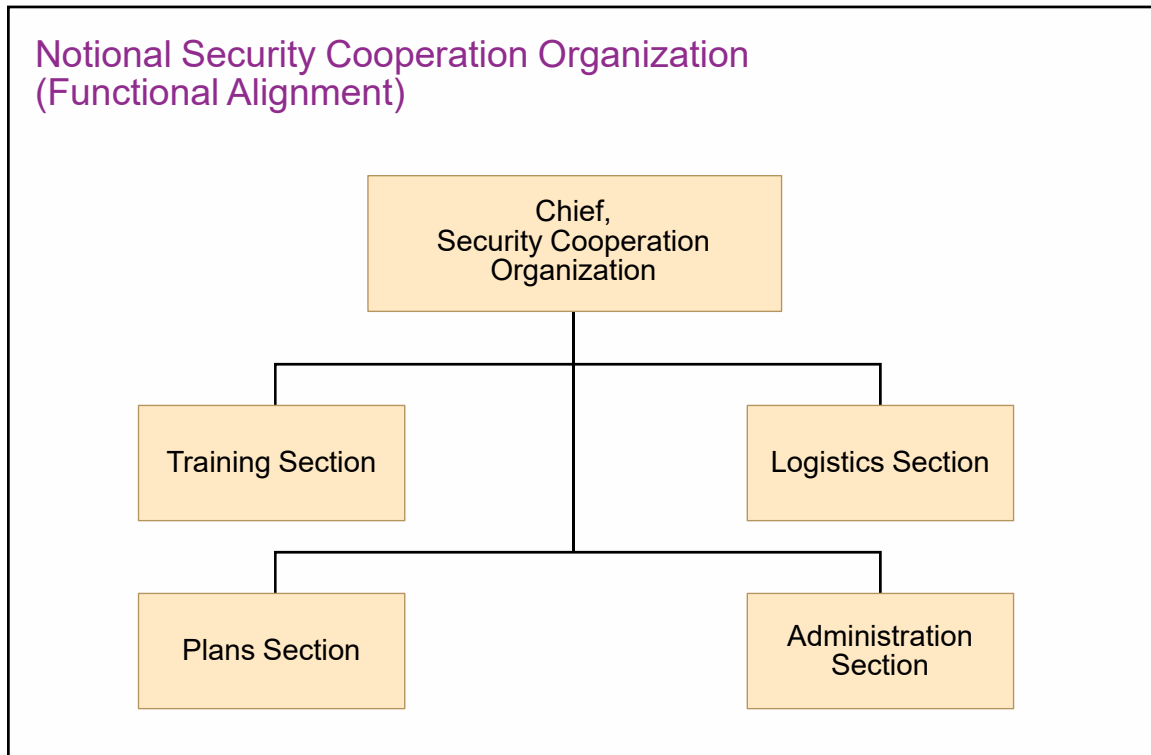 Notional Security Cooperation Organization
(Functional Alignment)
Chief,
Security Cooperation
Organization
Training Section
Logistics Section
Plans Section
Administration
Section